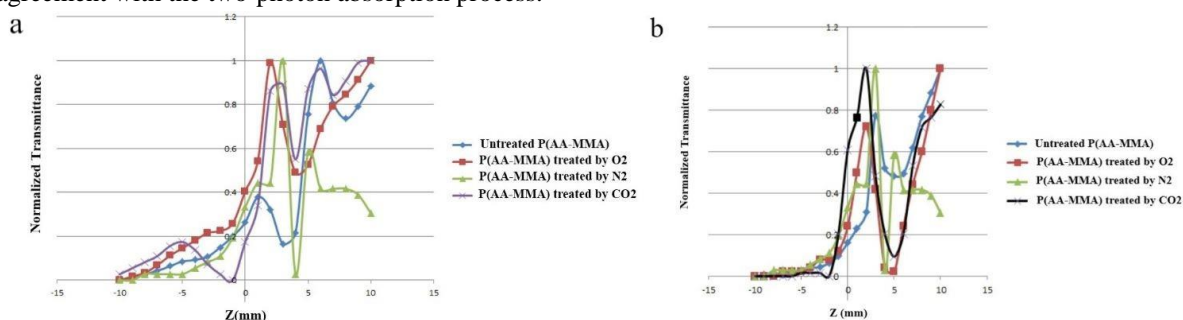 agreement with the two-photon absorption process.
a
1.2
1
0.8
0.6
0.4
0.2
0
-15
-10
-5
0
5
10
15
Normalized Transmittance
Z(mm)
Untreated P(AA-MMA)
P(AA-MMA) treated by O2
P(AA-MMA) treated by N2
P(AA-MMA) treated by CO2
b
1.2
1
0.8
0.6
0.4
0.2
0
-15
-10
-5
0
5
10
15
Normalized Transmittance
Z (mm)
Untreated P(AA-MMA)
P(AA-MMA) treated by O2
P(AA-MMA) treated by N2
P(AA-MMA) treated by CO2